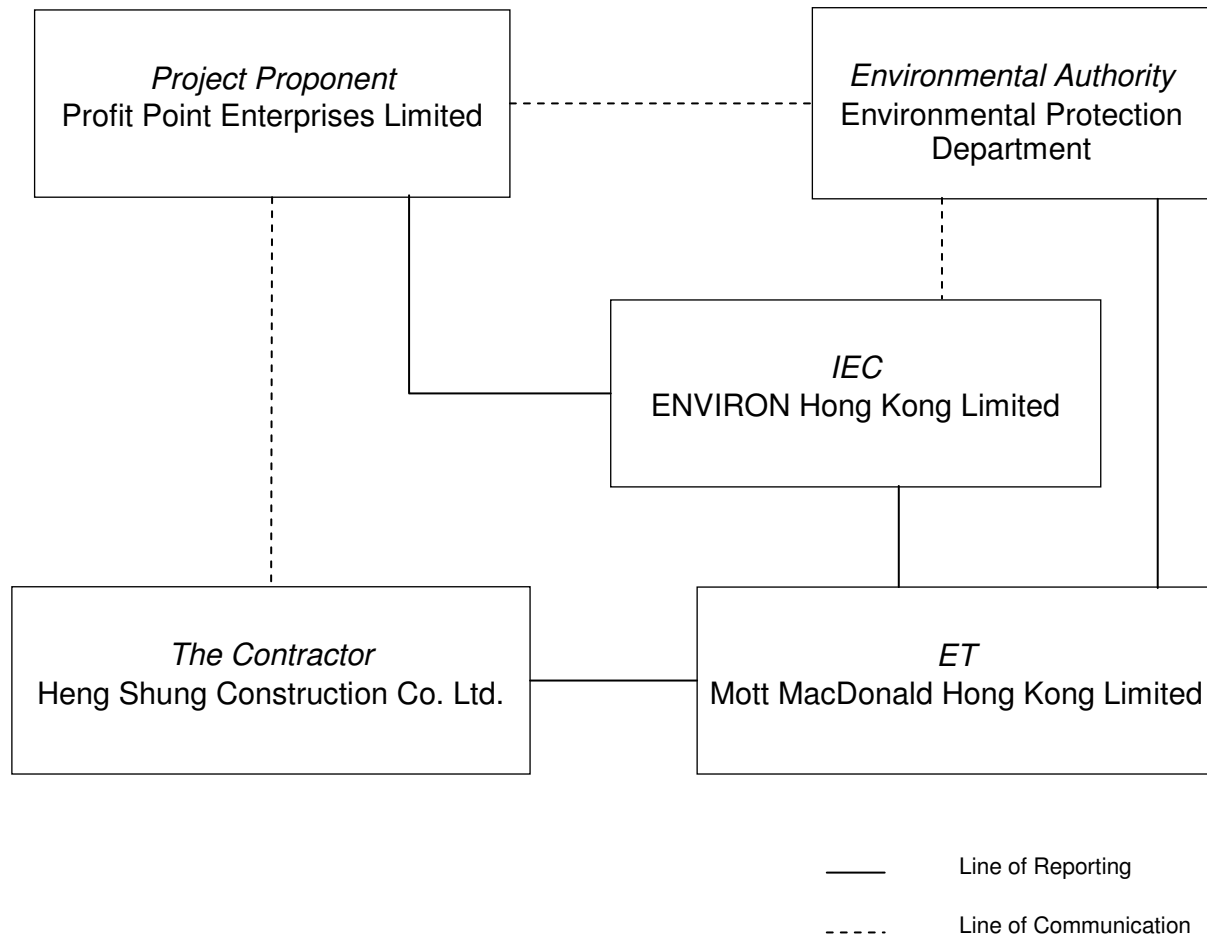 Project Proponent
Profit Point Enterprises Limited
Environmental Authority
Environmental Protection
Department
IEC
ENVIRON Hong Kong Limited
The Contractor
Heng Shung Construction Co. Ltd.
ET
Mott MacDonald Hong Kong Limited
Line of Reporting
Line of Communication